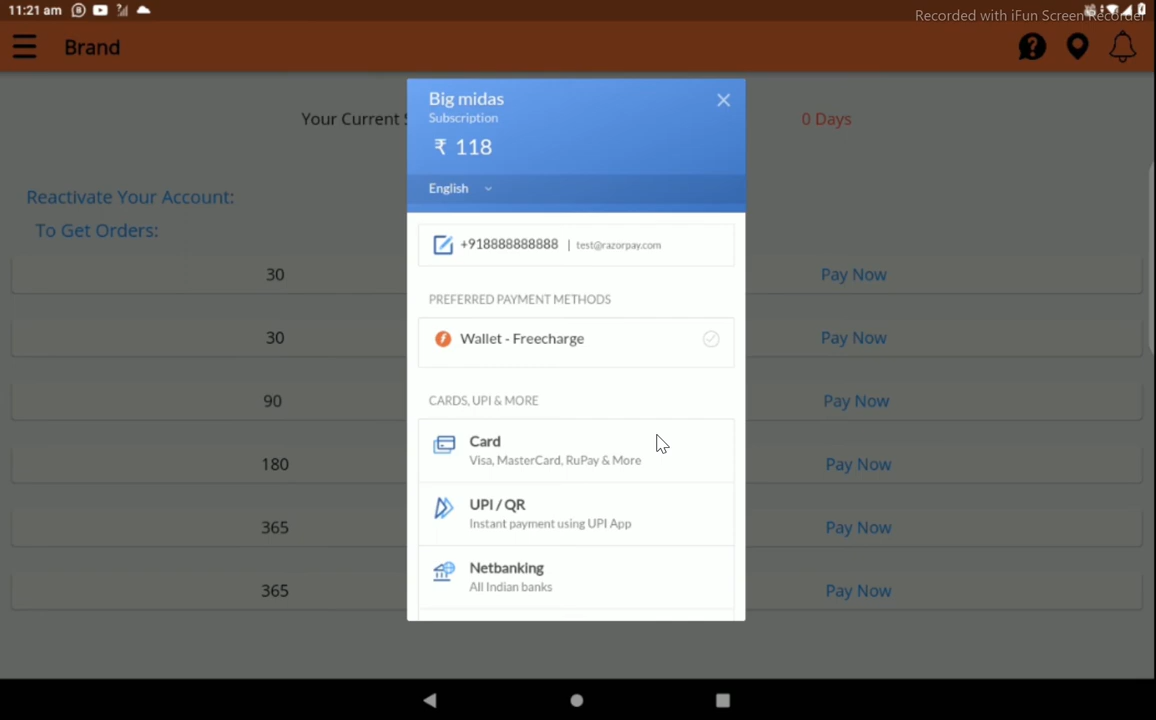 11:21 am
Recorded with iFun Screen Recorder
Brand
Big midas
Subscription
₹ 118
English
Your Current S
0 Days
Reactivate Your Account:
To Get Orders:
+918888888888 | test@razorpay.com
PREFERRED PAYMENT METHODS
Wallet - Freecharge
CARDS, UPI & MORE
Card
Visa, MasterCard, RuPay & More
UPI / QR
Instant payment using UPI App
Netbanking
All Indian banks
30 Pay Now
30 Pay Now
90 Pay Now
180 Pay Now
365 Pay Now
365 Pay Now